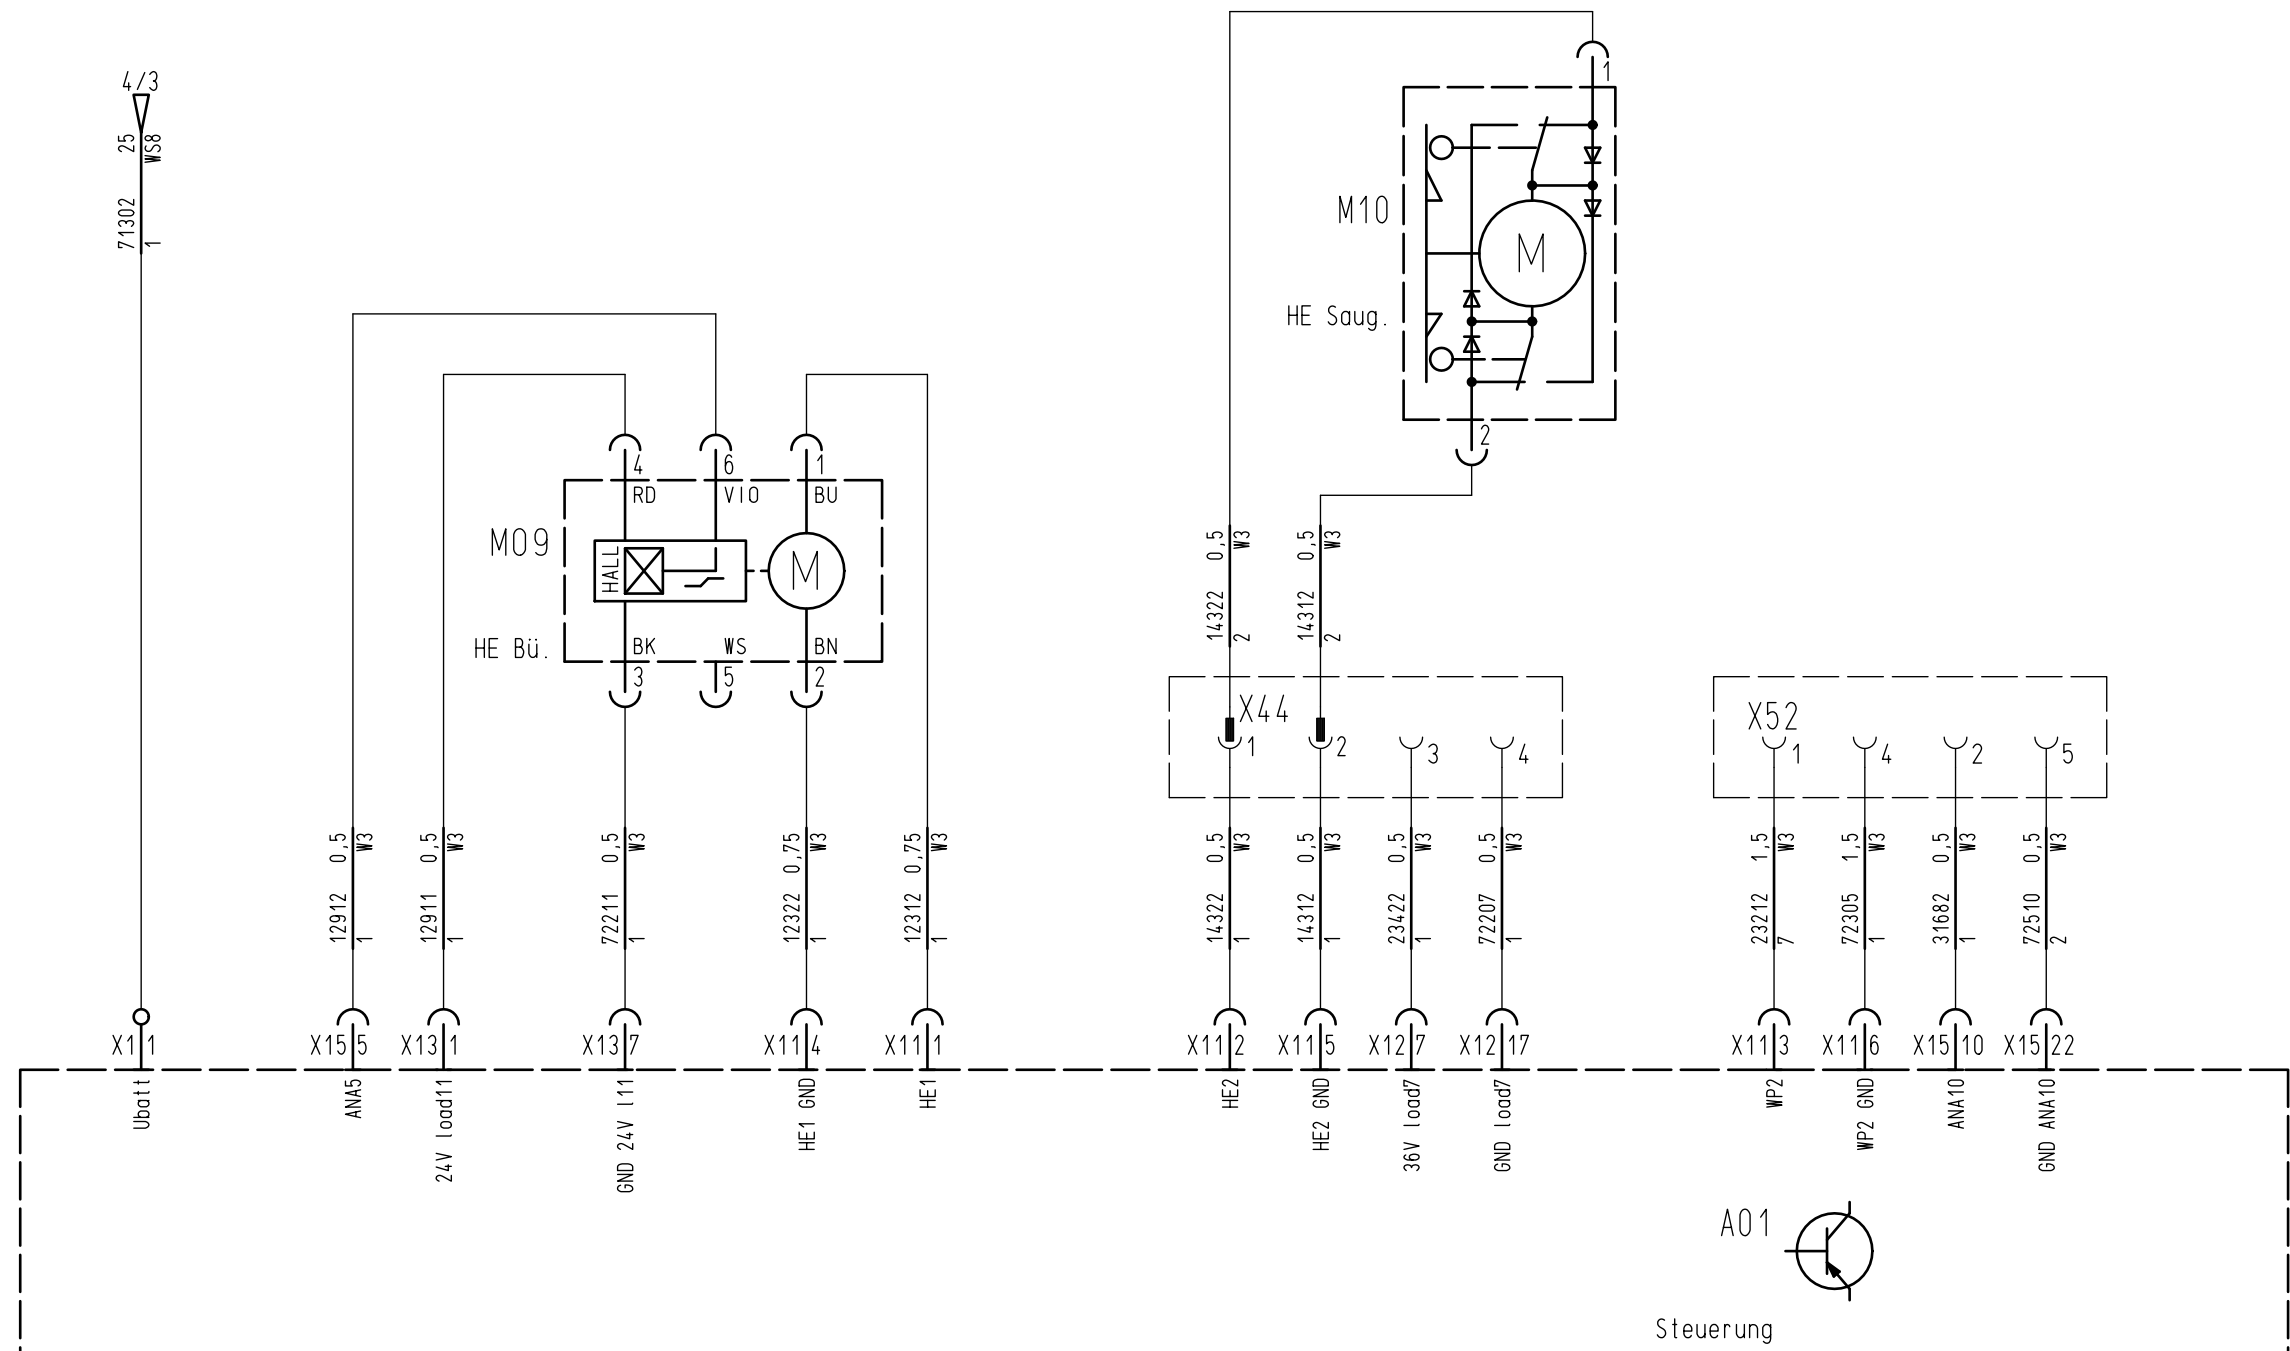 4/3
25
WS8
71302
1
1
M10
M
HE Saug.
2
4
6
1
RD
VIO
BU
M09
HALL
M
HE Bü.
BK
WS
BN
3
5
2
0,5
W3
14322
2
0,5
W3
14312
2
X44
1
2
3
4
X52
1
4
2
5
0,5
W3
12912
1
0,5
W3
12911
1
0,5
W3
72211
1
0,75
W3
12322
1
0,75
W3
12312
1
0,5
W3
14322
1
0,5
W3
14312
1
0,5
W3
23422
1
0,5
W3
72207
1
1,5
W3
23212
7
1,5
W3
72305
1
0,5
W3
31682
1
0,5
W3
72510
2
X1 1
X15 5
X13 1
X13 7
X11 4
X11 1
X11 2
X11 5
X12 7
X12 17
X11 3
X11 6
X15 10
X15 22
Ubatt
ANA5
24V load11
GND 24V l11
HE1 GND
HE1
HE2
HE2 GND
36V load7
GND load7
WP2
WP2 GND
ANA10
GND ANA10
A01
Steuerung